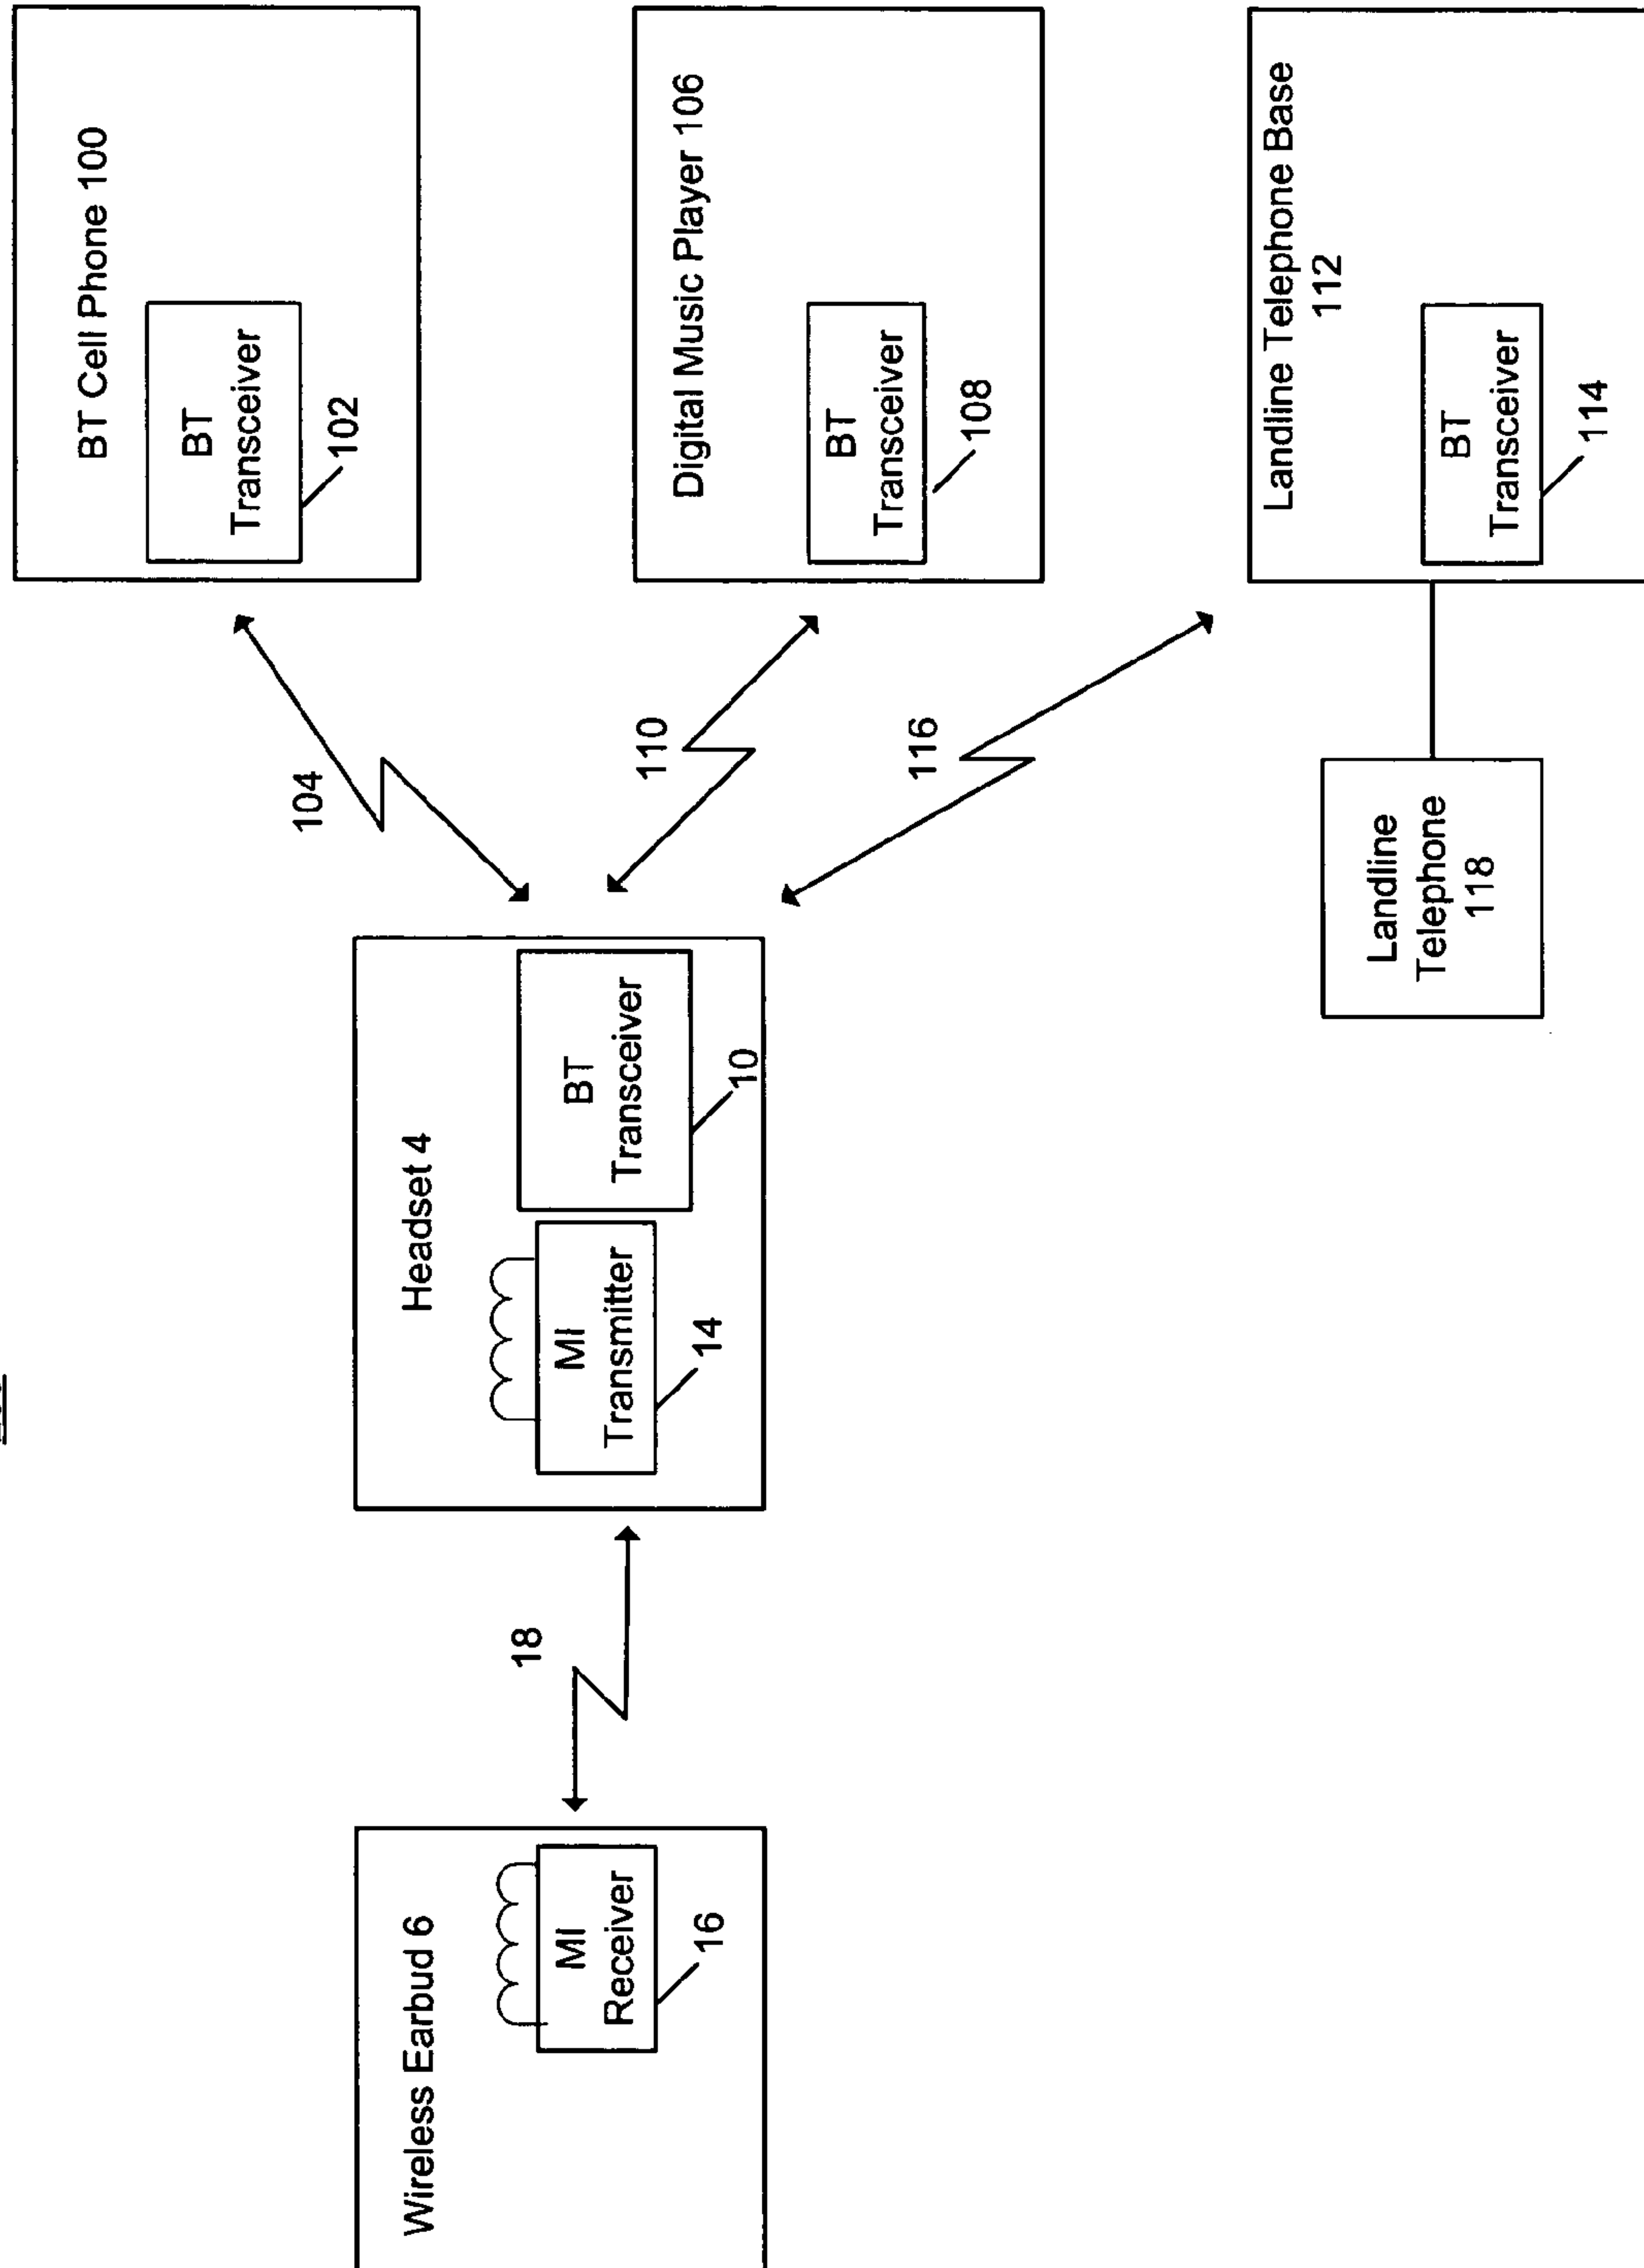 Wireless Earbud 6
MI
Receiver
16
18
Headset 4
MI
Transmitter
14
BT
Transceiver
10
104
110
116
BT Cell Phone 100
BT
Transceiver
102
Digital Music Player 106
BT
Transceiver
108
Landline Telephone Base
112
BT
Transceiver
114
Landline
Telephone
118